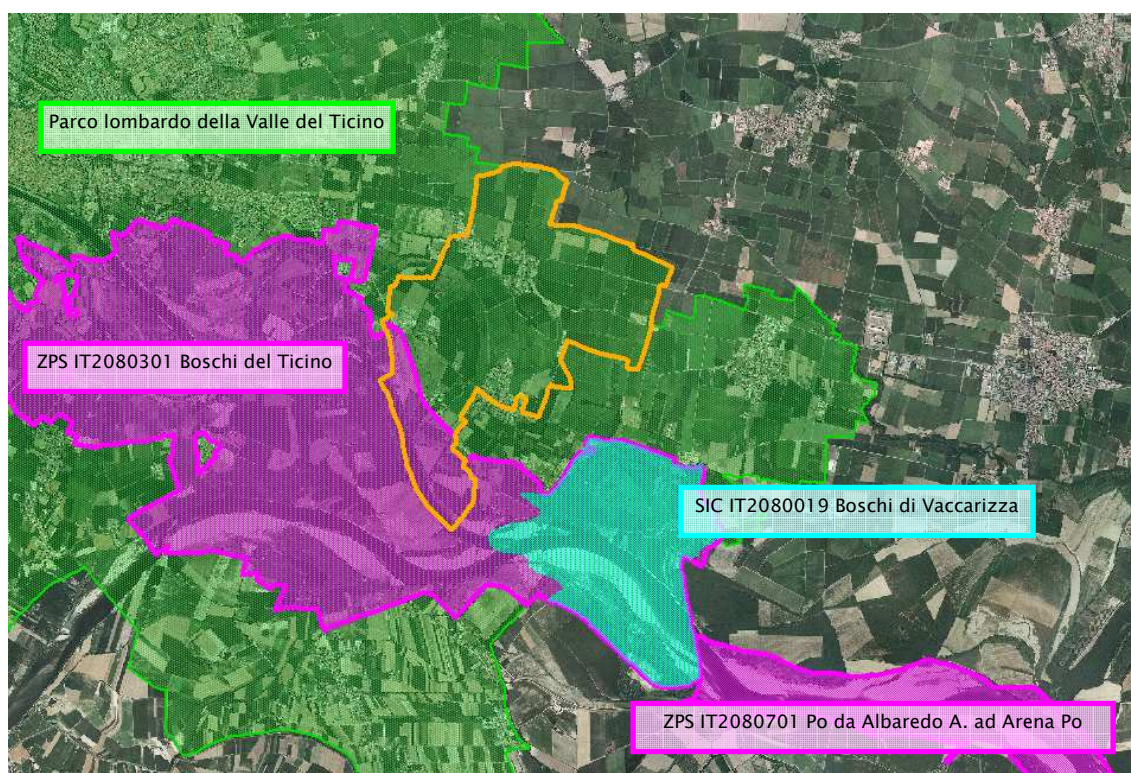 Parco lombardo della Valle del Ticino
ZPS IT2080301 Boschi del Ticino
SIC IT2080019 Boschi di Vaccarizza
ZPS IT2080701 Po da Albaredo A. ad Arena Po